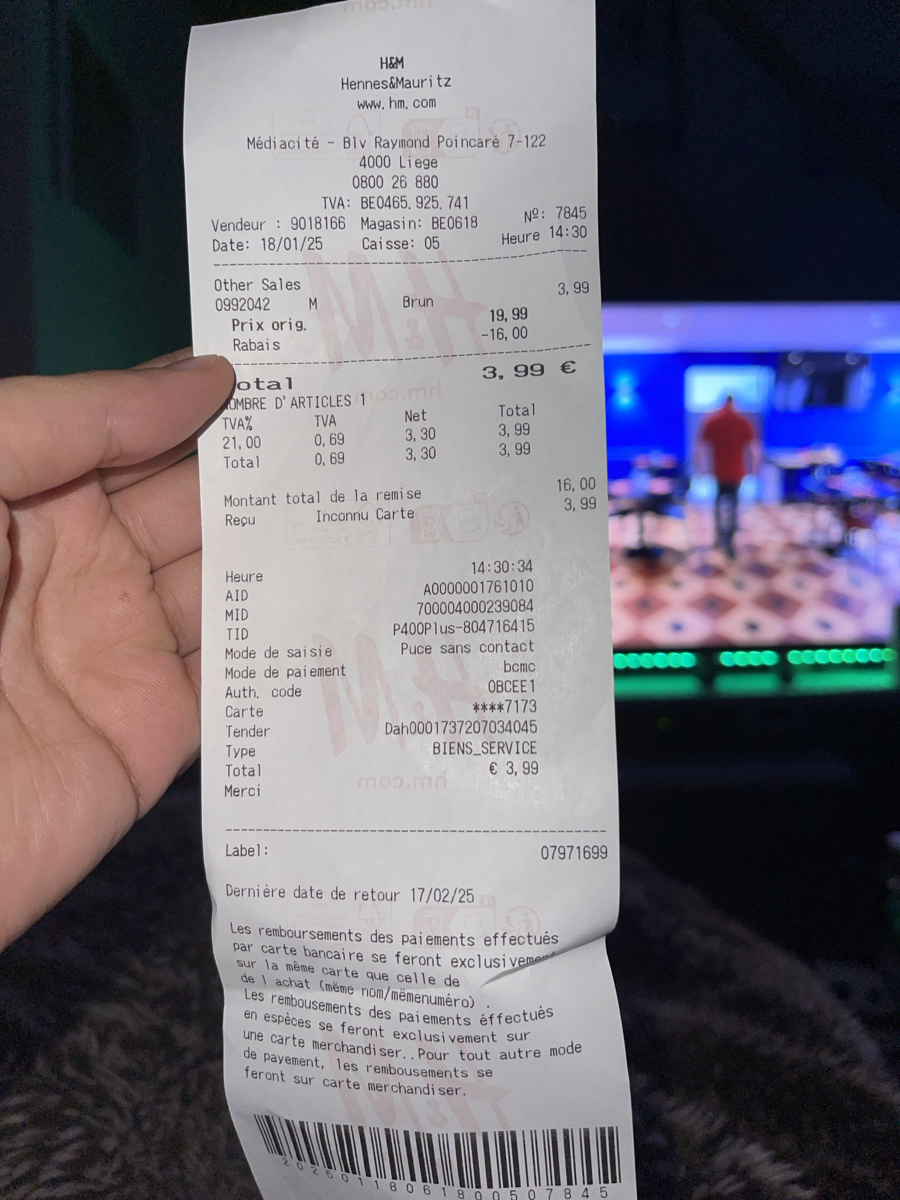 H&M
Hennes&Mauritz
www.hm.com
Médiacité - Blv Raymond Poincaré 7-122
4000 Liege
0800 26 880
TVA: BE0465.925.741
Vendeur : 9018166 Magasin: BE0618 Nº: 7845
Date: 18/01/25 Caisse: 05 Heure 14:30
Other Sales 3,99
0992042 M Brun
Prix orig. 19,99
Rabais -16,00
otal 3,99 €
NOMBRE D'ARTICLES 1
TVA% TVA Net Total
21,00 0,69 3,30 3,99
Total 0,69 3,30 3,99
Montant total de la remise 16,00
Reçu Inconnu Carte 3,99
Heure 14:30:34
AID A0000001761010
MID 700004000239084
TID P400Plus-804716415
Mode de saisie Puce sans contact
Mode de paiement bcmc
Auth. code 0BCEE1
Carte ****7173
Tender Dah0001737207034045
Type BIENS_SERVICE
Total € 3,99
Merci
Label: 07971699
Dernière date de retour 17/02/25
Les remboursements des paiements effectués
par carte bancaire se feront exclusivement
sur la même carte que celle de
de l achat (même nom/mêmenuméro) .
Les rembousements des paiements éffectués
en espèces se feront exclusivement sur
une carte merchandiser..Pour tout autre mode
de payement, les rembousements se
feront sur carte merchandiser.
20250118061800507845